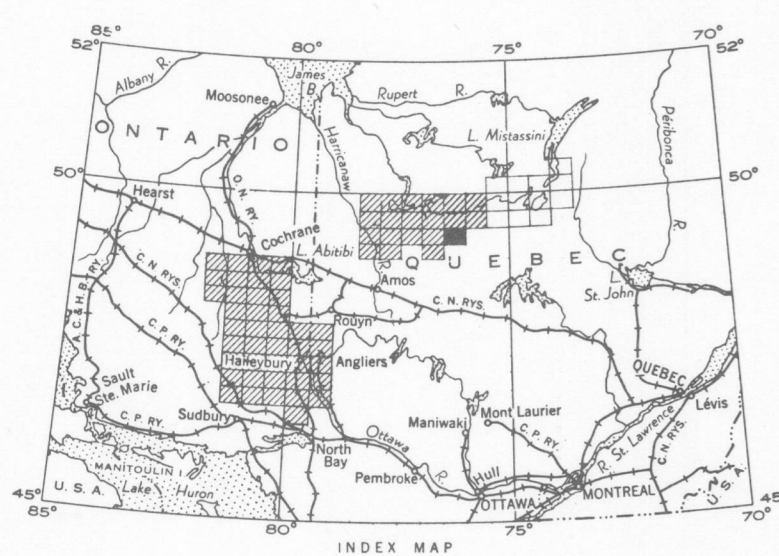 85°
52°
80°
75°
70°
52°
Albany R.
James
B.
Moosonee
Rupert R.
L. Mistassini
Péribonca
R.
ONTARIO
Harricanaw
R.
50°
50°
Hearst
O. N. RY.
Cochrane
L. Abitibi
QUEBEC
Amos
C. N. RYS.
C. N. RYS.
L.
St. John
A.C. & H.B. RY.
C. P. RY.
Rouyn
Haileybury
Angliers
QUEBEC
Lévis
Sault
Ste. Marie
C. P. RY.
Sudbury
Maniwaki
Mont Laurier
C. P. RY.
R. St. Lawrence
C. N. RYS.
North
Bay
Ottawa
R.
Pembroke
Hull
OTTAWA
MONTREAL
U.S.A.
MANITOULIN I.
U. S. A.
Lake Huron
45°
85°
80°
75°
45°
70°
INDEX MAP